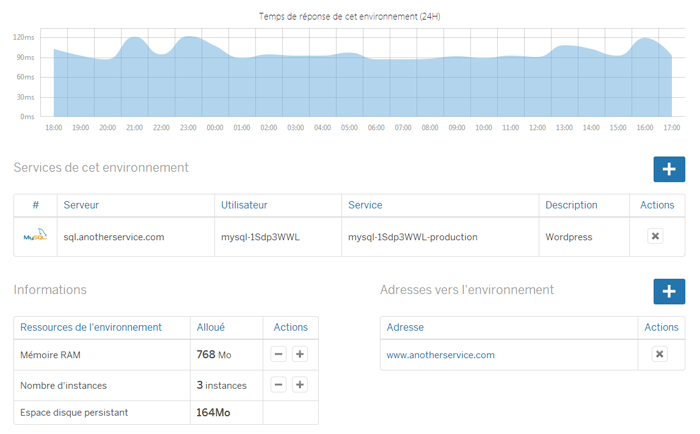 Temps de réponse de cet environnement (24H)
120ms
90ms
60ms
30ms
0ms
18:00 19:00 20:00 21:00 22:00 23:00 00:00 01:00 02:00 03:00 04:00 05:00 06:00 07:00 08:00 09:00 10:00 11:00 12:00 13:00 14:00 15:00 16:00 17:00
Services de cet environnement
+
# Serveur Utilisateur Service Description Actions
MySQL sql.anotherservice.com mysql-1Sdp3WWL mysql-1Sdp3WWL-production Wordpress ×
Informations
Ressources de l'environnement Alloué Actions
Mémoire RAM 768 Mo − +
Nombre d'instances 3 instances − +
Espace disque persistant 164Mo
Adresses vers l'environnement
+
Adresse Actions
www.anotherservice.com ×